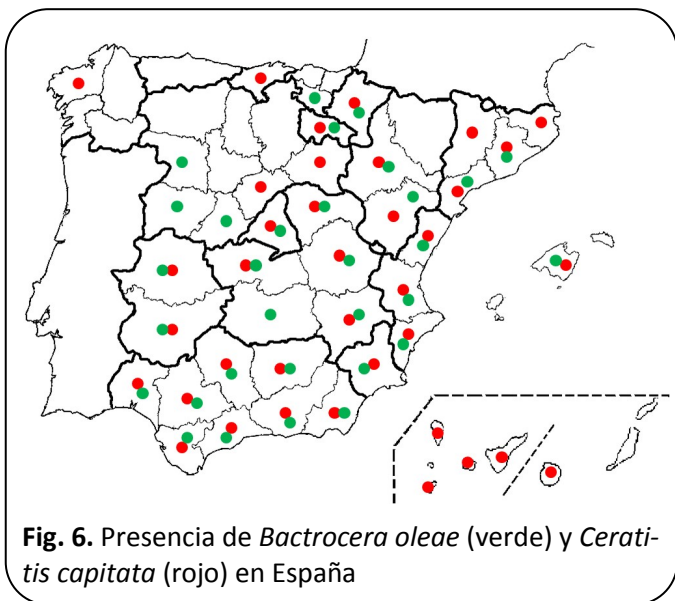 Fig. 6. Presencia de Bactrocera oleae (verde) y Cerati-
tis capitata (rojo) en España